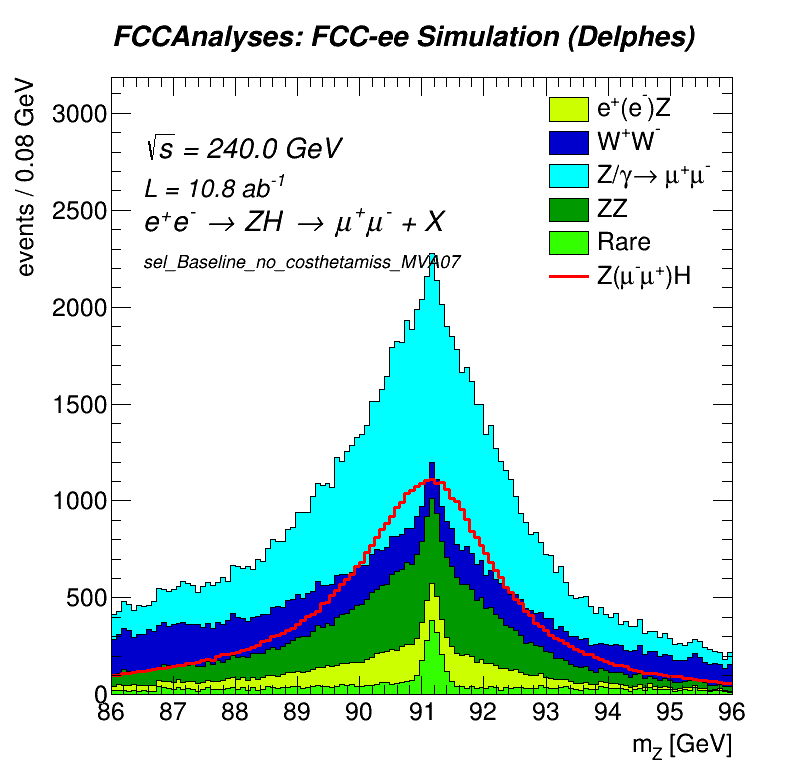 FCCAnalyses: FCC-ee Simulation (Delphes)
events / 0.08 GeV
3000
2500
2000
1500
1000
500
0
√s = 240.0 GeV
L = 10.8 ab⁻¹
e⁺e⁻ → ZH → μ⁺μ⁻ + X
sel_Baseline_no_costhetamiss_MVA07
e⁺(e⁻)Z
W⁺W⁻
Z/γ→ μ⁺μ⁻
ZZ
Rare
Z(μ⁻μ⁺)H
86 87 88 89 90 91 92 93 94 95 96
m_Z [GeV]